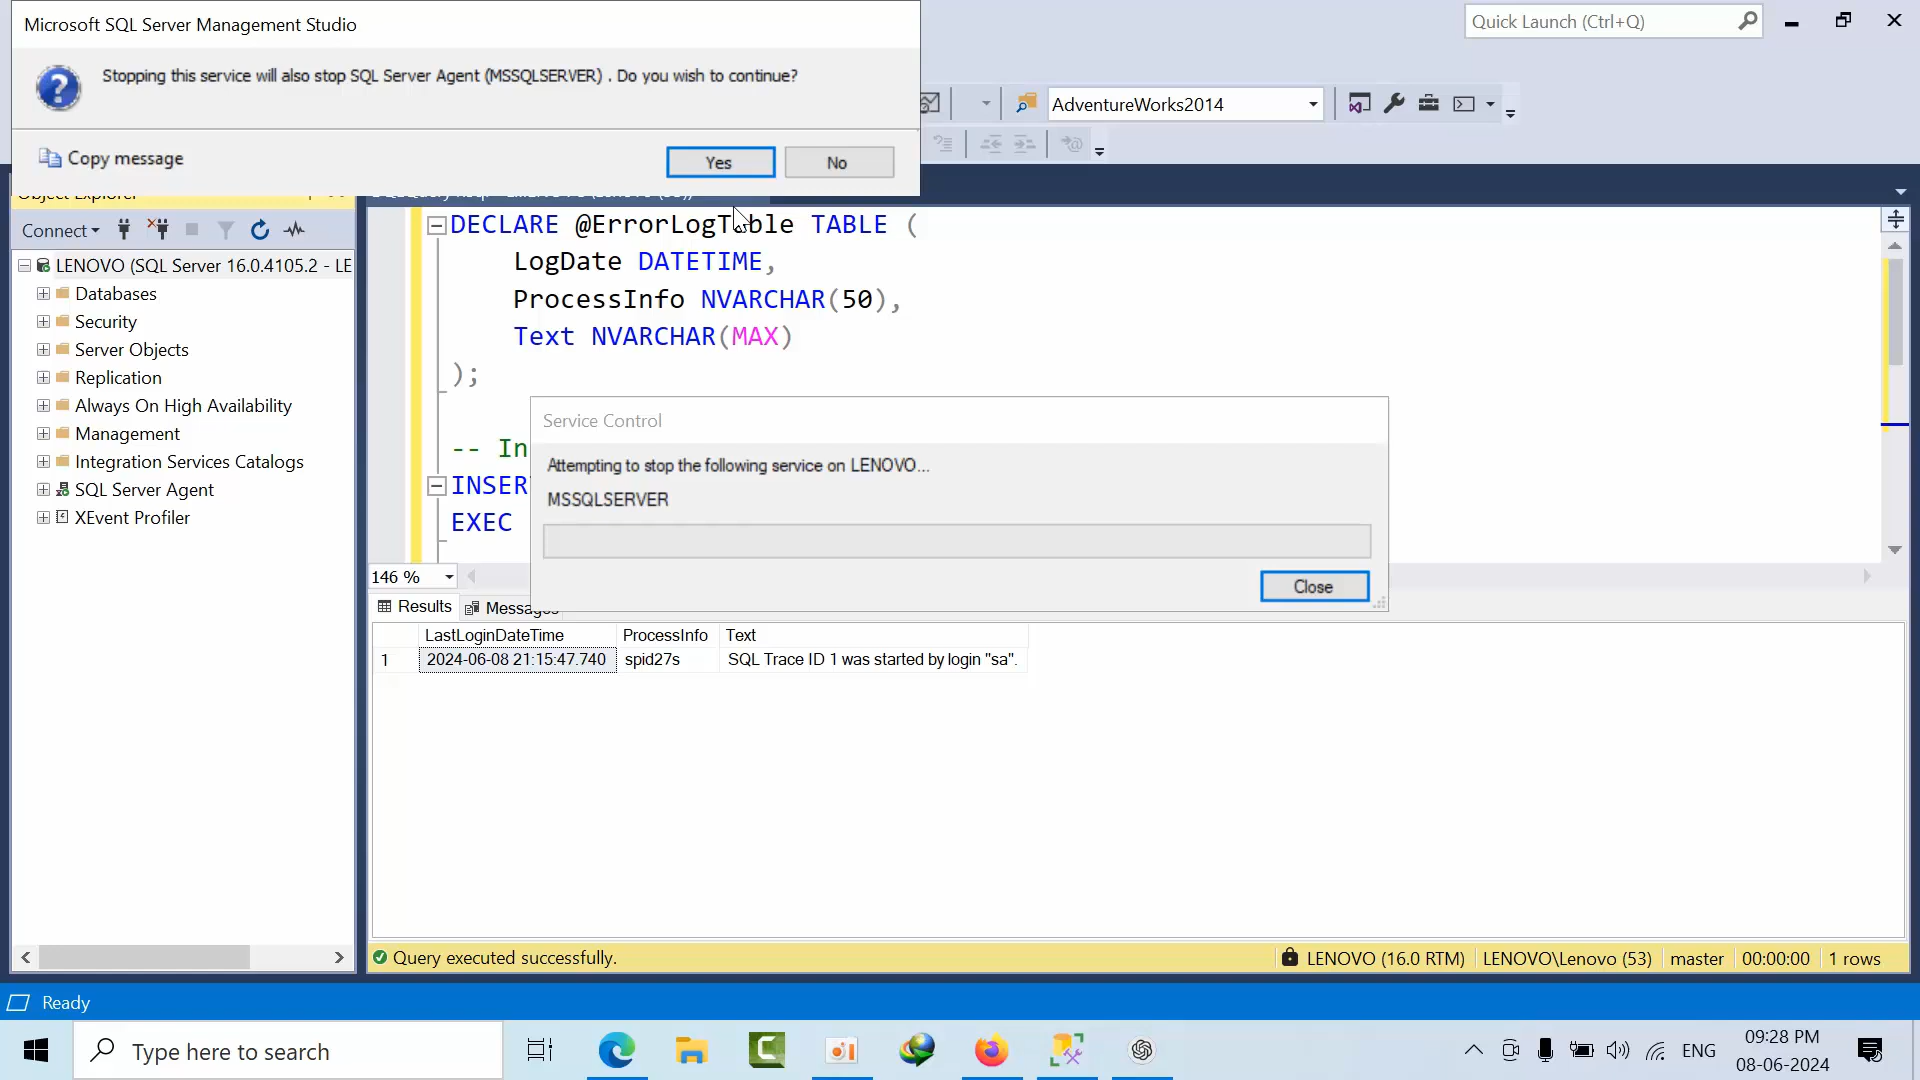 Microsoft SQL Server Management Studio
Stopping this service will also stop SQL Server Agent (MSSQLSERVER) . Do you wish to continue?
Copy message
Yes
No
Quick Launch (Ctrl+Q)
AdventureWorks2014
Connect
LENOVO (SQL Server 16.0.4105.2 - LE
Databases
Security
Server Objects
Replication
Always On High Availability
Management
Integration Services Catalogs
SQL Server Agent
XEvent Profiler
DECLARE @ErrorLogTable TABLE (
LogDate DATETIME,
ProcessInfo NVARCHAR(50),
Text NVARCHAR(MAX)
);
-- In
INSER
EXEC
Service Control
Attempting to stop the following service on LENOVO...
MSSQLSERVER
Close
146 %
Results
Messages
LastLoginDateTime ProcessInfo Text
1 2024-06-08 21:15:47.740 spid27s SQL Trace ID 1 was started by login "sa".
Query executed successfully.
LENOVO (16.0 RTM) LENOVO\Lenovo (53) master 00:00:00 1 rows
Ready
Type here to search
ENG
09:28 PM
08-06-2024